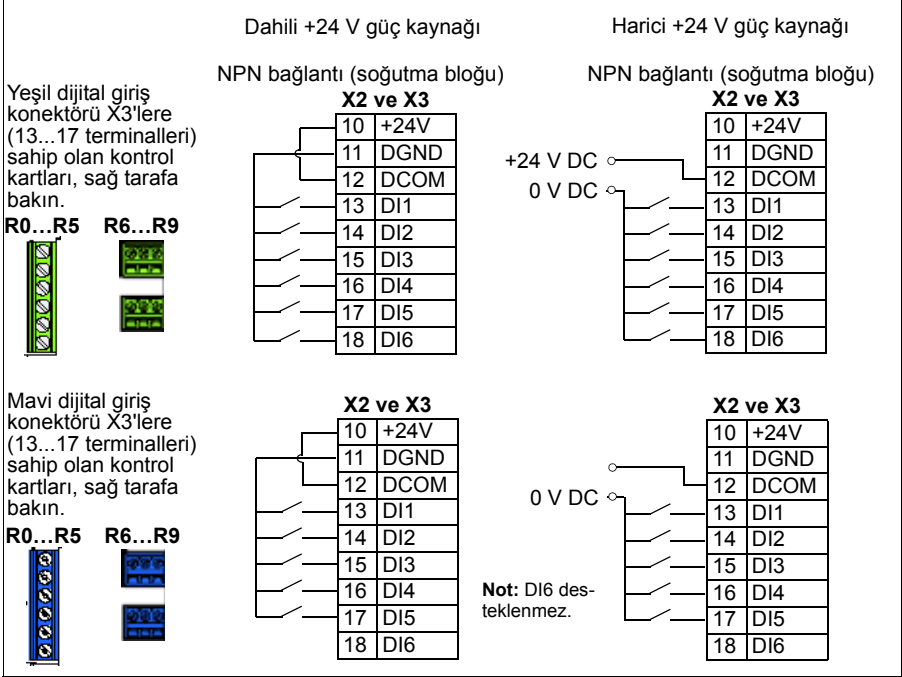 Dahili +24 V güç kaynağı
Harici +24 V güç kaynağı
NPN bağlantı (soğutma bloğu)
NPN bağlantı (soğutma bloğu)
Yeşil dijital giriş
konektörü X3'lere
(13...17 terminalleri)
sahip olan kontrol
kartları, sağ tarafa
bakın.
R0…R5 R6…R9
X2 ve X3
10 +24V
11 DGND
12 DCOM
13 DI1
14 DI2
15 DI3
16 DI4
17 DI5
18 DI6
+24 V DC
0 V DC
X2 ve X3
10 +24V
11 DGND
12 DCOM
13 DI1
14 DI2
15 DI3
16 DI4
17 DI5
18 DI6
Mavi dijital giriş
konektörü X3'lere
(13...17 terminalleri)
sahip olan kontrol
kartları, sağ tarafa
bakın.
R0…R5 R6…R9
X2 ve X3
10 +24V
11 DGND
12 DCOM
13 DI1
14 DI2
15 DI3
16 DI4
17 DI5
18 DI6
0 V DC
Not: DI6 des-
teklenmez.
X2 ve X3
10 +24V
11 DGND
12 DCOM
13 DI1
14 DI2
15 DI3
16 DI4
17 DI5
18 DI6